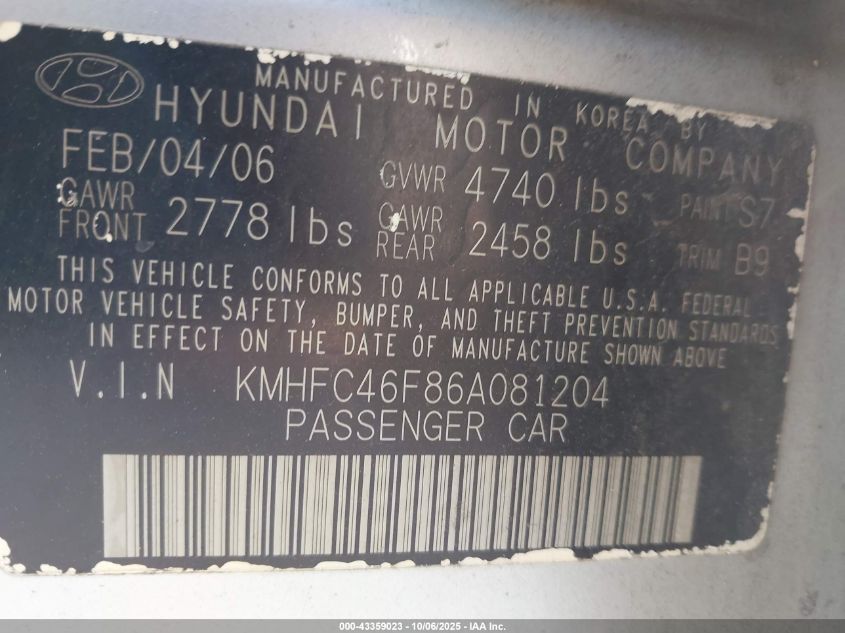 MANUFACTURED IN KOREA BY
HYUNDAI MOTOR COMPANY
FEB/04/06 GVWR 4740 lbs PAINT S7
GAWR FRONT 2778 lbs GAWR REAR 2458 lbs TRIM B9
THIS VEHICLE CONFORMS TO ALL APPLICABLE U.S.A. FEDERAL
MOTOR VEHICLE SAFETY, BUMPER, AND THEFT PREVENTION STANDARDS
IN EFFECT ON THE DATE OF MANUFACTURE SHOWN ABOVE
V.I.N KMHFC46F86A081204
PASSENGER CAR
000-43359023 - 10/06/2025 - IAA Inc.